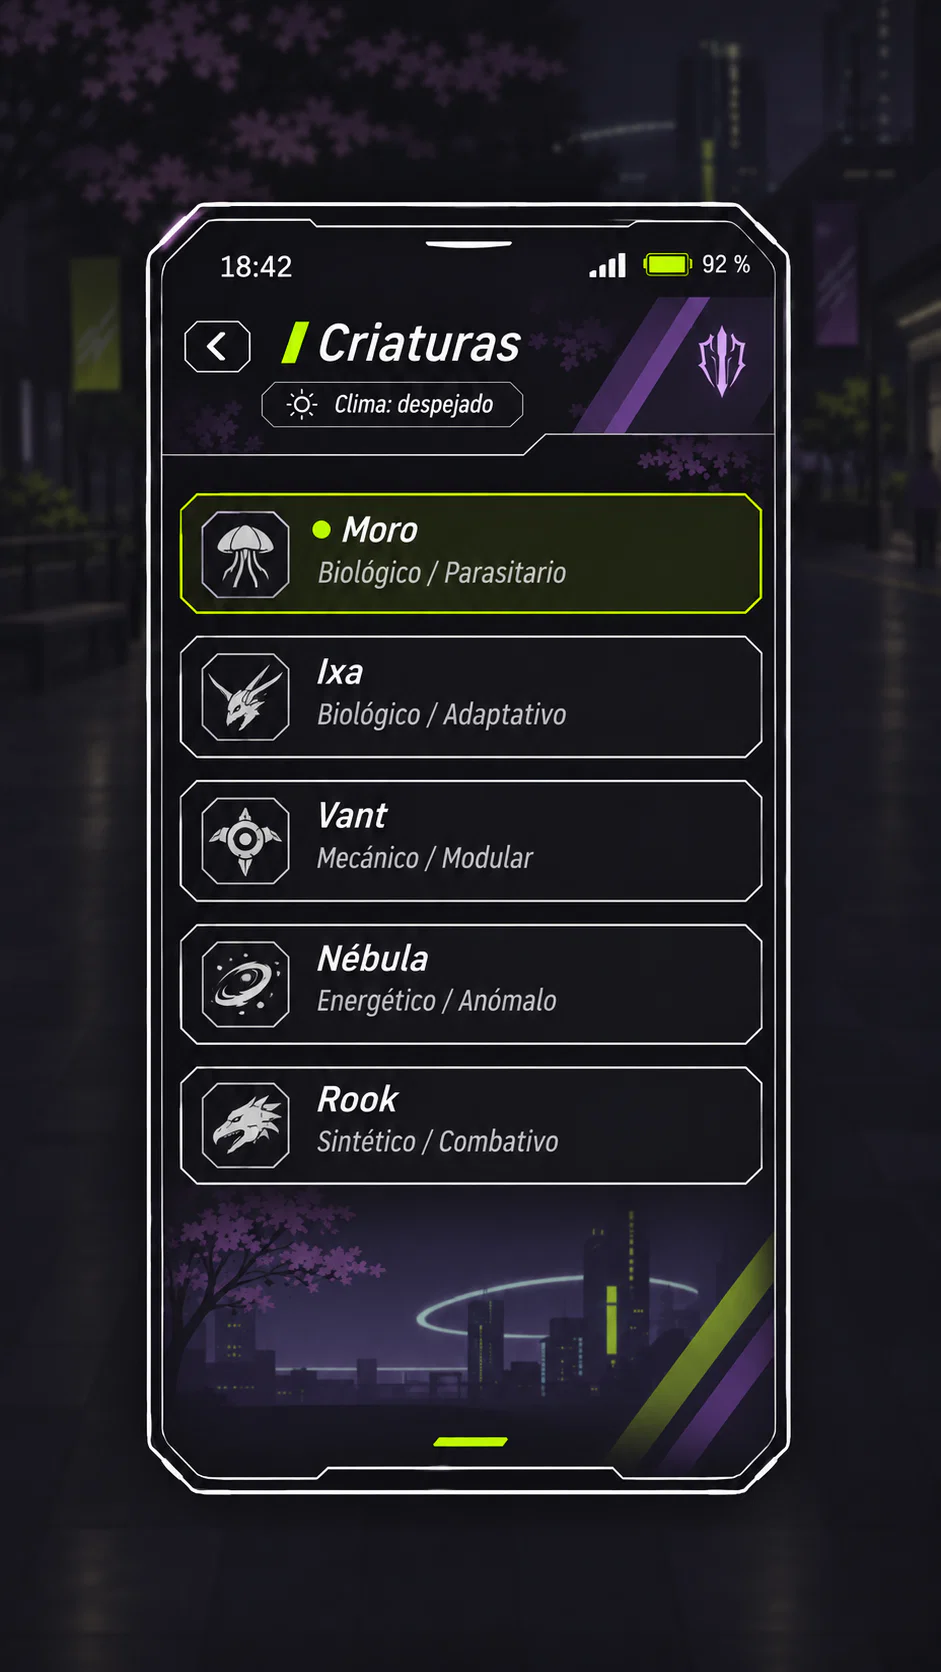 18:42
92 %
Criaturas
Clima: despejado
Moro
Biológico / Parasitario
Ixa
Biológico / Adaptativo
Vant
Mecánico / Modular
Nébula
Energético / Anómalo
Rook
Sintético / Combativo